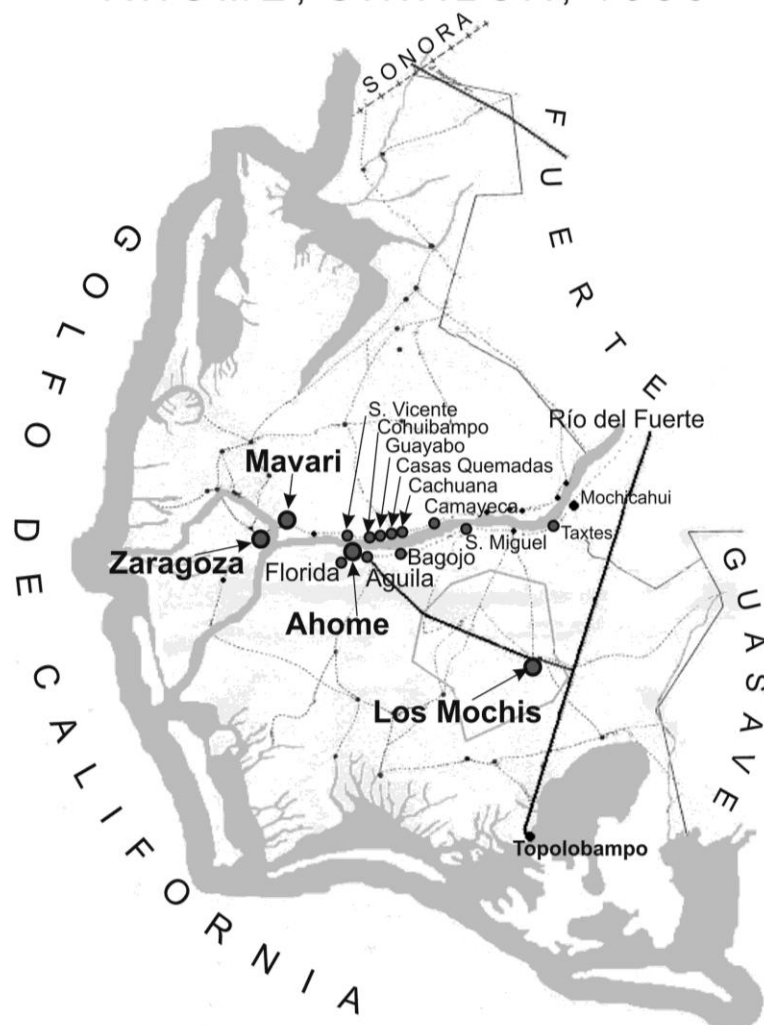 SONORA
FUERTE
GOLFO DE CALIFORNIA
S. Vicente
Cohuibampo
Guayabo
Casas Quemadas
Cachuana
Camayeca
Río del Fuerte
Mochicahui
Mavari
Zaragoza
S. Miguel
Taxtes
Florida
Aguila
Bagojo
Ahome
Los Mochis
GUASAVE
Topolobampo